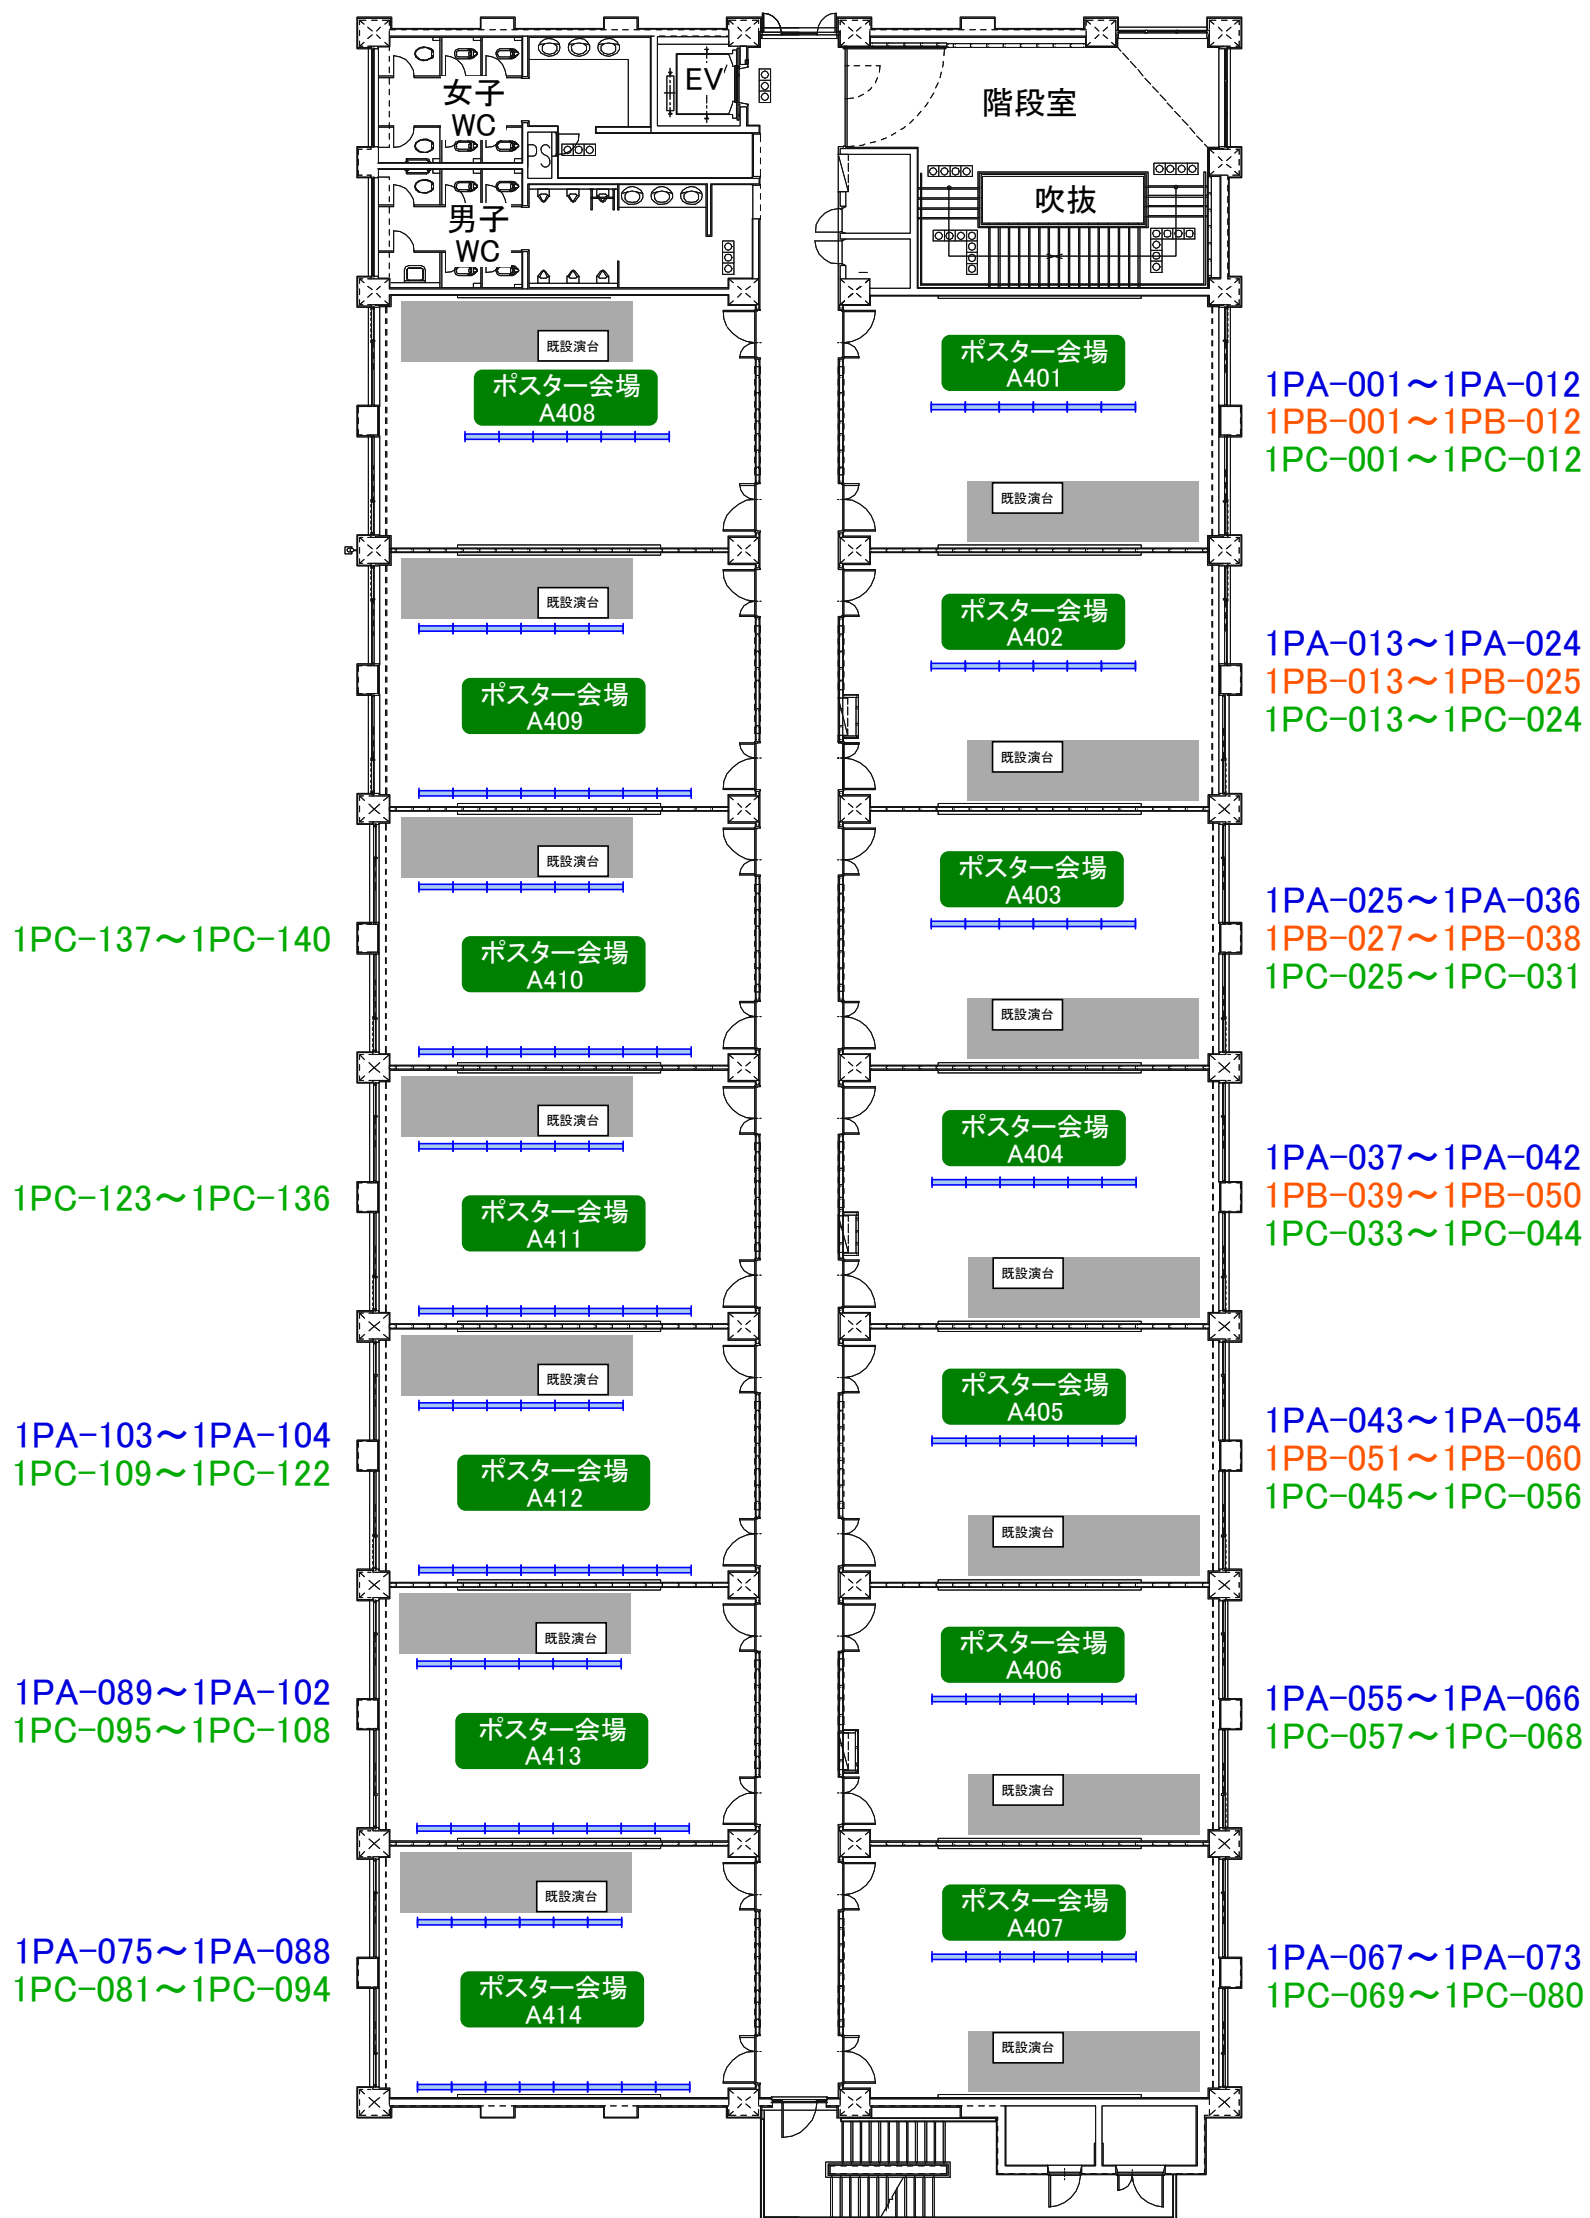 女子
WC
EV
階段室
PS
男子
WC
吹抜
既設演台
ポスター会場
A408
ポスター会場
A401
1PA-001～1PA-012
1PB-001～1PB-012
1PC-001～1PC-012
既設演台
既設演台
ポスター会場
A409
ポスター会場
A402
1PA-013～1PA-024
1PB-013～1PB-025
1PC-013～1PC-024
既設演台
既設演台
1PC-137～1PC-140
ポスター会場
A410
ポスター会場
A403
1PA-025～1PA-036
1PB-027～1PB-038
1PC-025～1PC-031
既設演台
既設演台
1PC-123～1PC-136
ポスター会場
A411
ポスター会場
A404
1PA-037～1PA-042
1PB-039～1PB-050
1PC-033～1PC-044
既設演台
既設演台
1PA-103～1PA-104
1PC-109～1PC-122
ポスター会場
A412
ポスター会場
A405
1PA-043～1PA-054
1PB-051～1PB-060
1PC-045～1PC-056
既設演台
既設演台
1PA-089～1PA-102
1PC-095～1PC-108
ポスター会場
A413
ポスター会場
A406
1PA-055～1PA-066
1PC-057～1PC-068
既設演台
既設演台
1PA-075～1PA-088
1PC-081～1PC-094
ポスター会場
A414
ポスター会場
A407
1PA-067～1PA-073
1PC-069～1PC-080
既設演台